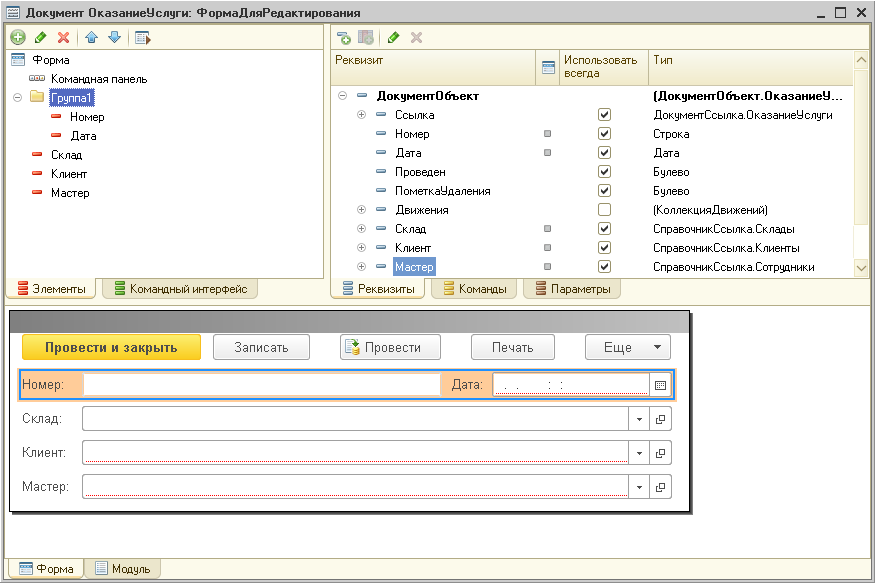 Документ ОказаниеУслуги: ФормаДляРедактирования
Форма
Командная панель
Группа1
Номер
Дата
Склад
Клиент
Мастер
Элементы
Командный интерфейс
Реквизит Использовать всегда Тип
ДокументОбъект (ДокументОбъект.ОказаниеУ...
Ссылка ДокументСсылка.ОказаниеУслуги
Номер Строка
Дата Дата
Проведен Булево
ПометкаУдаления Булево
Движения (КоллекцияДвижений)
Склад СправочникСсылка.Склады
Клиент СправочникСсылка.Клиенты
Мастер СправочникСсылка.Сотрудники
Реквизиты Команды Параметры
Провести и закрыть Записать Провести Печать Еще
Номер: Дата: . . : :
Склад:
Клиент:
Мастер:
Форма Модуль